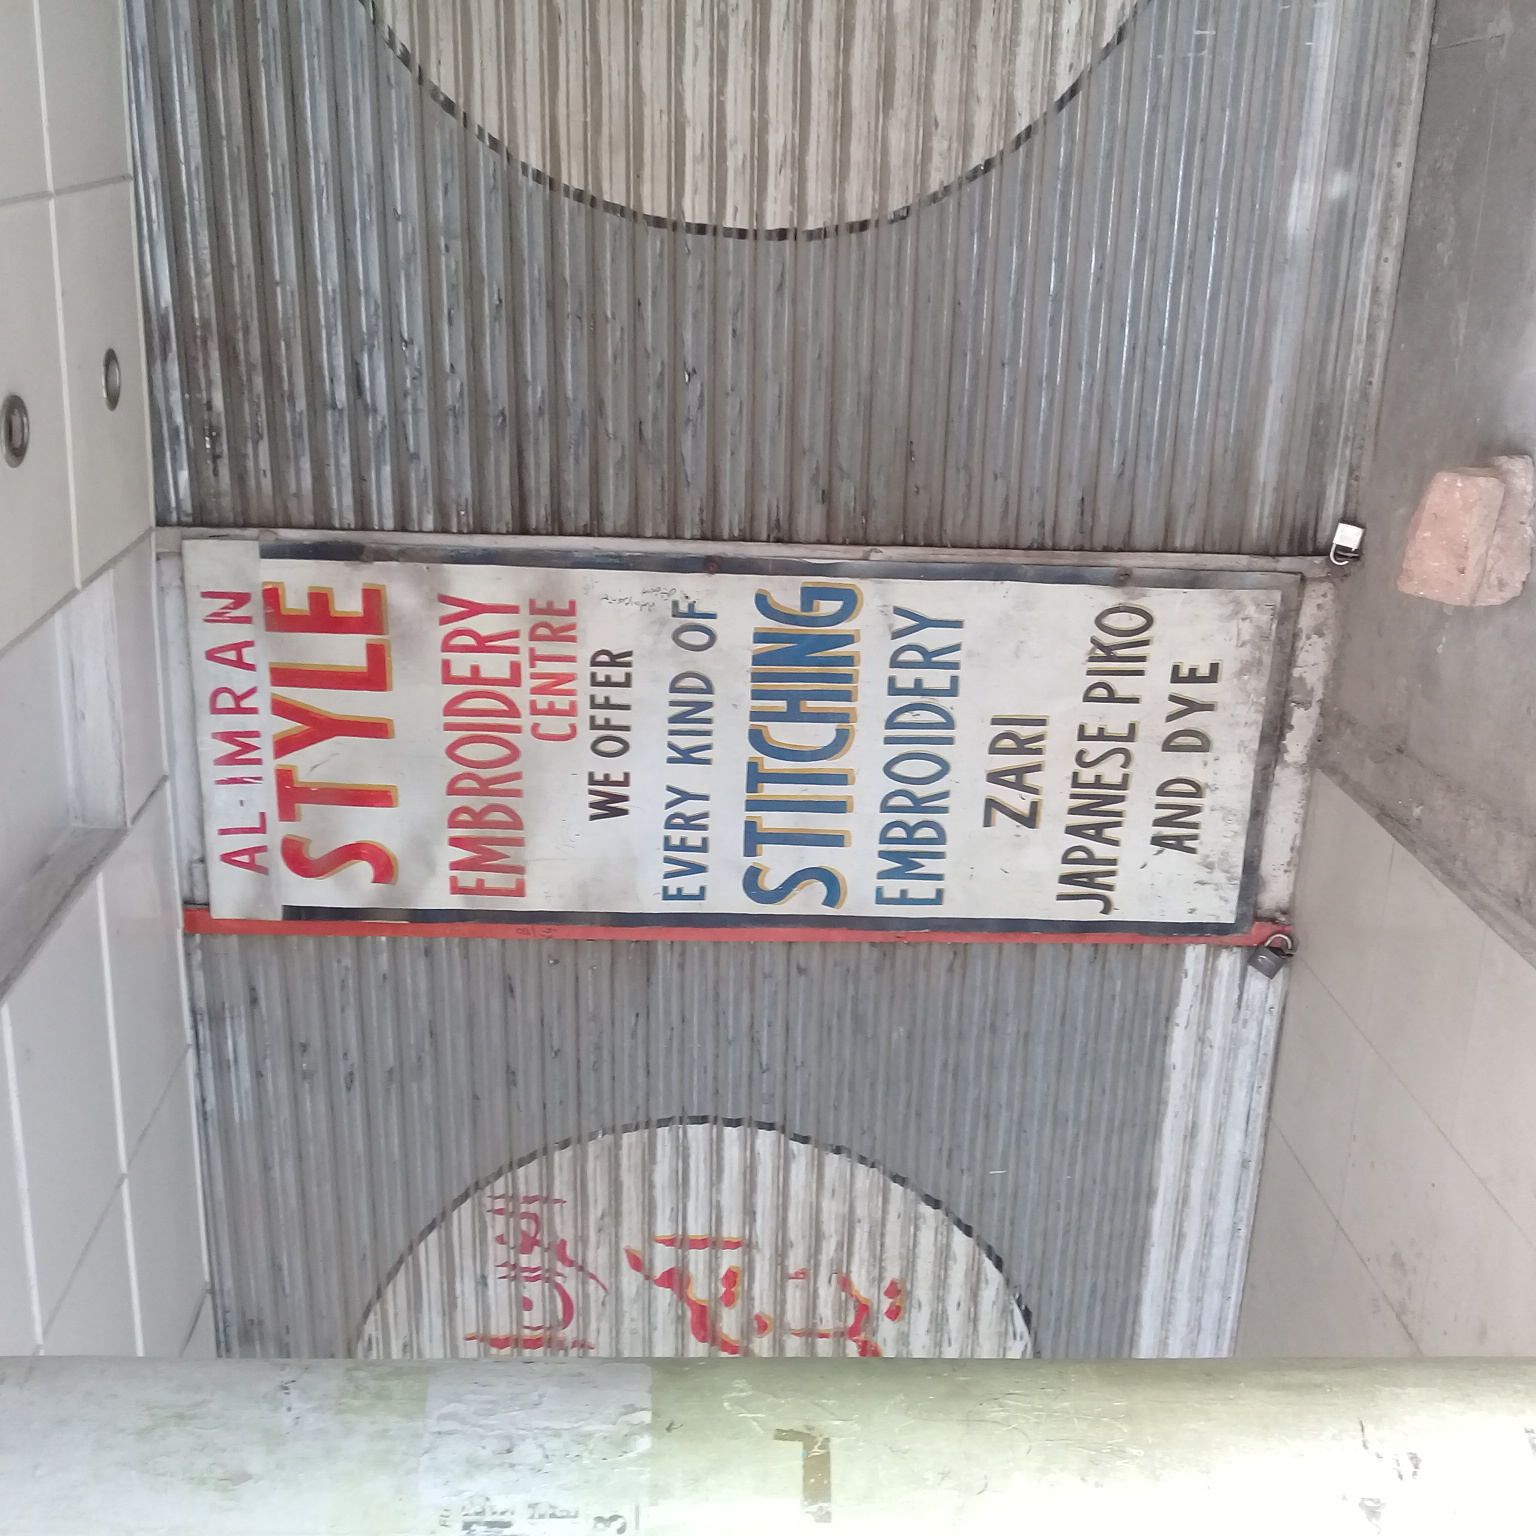 AL-IMRAN
STYLE
EMBROIDERY
CENTRE
WE OFFER
EVERY KIND OF
STITCHING
EMBROIDERY
ZARI
JAPANESE PIKO
AND DYE